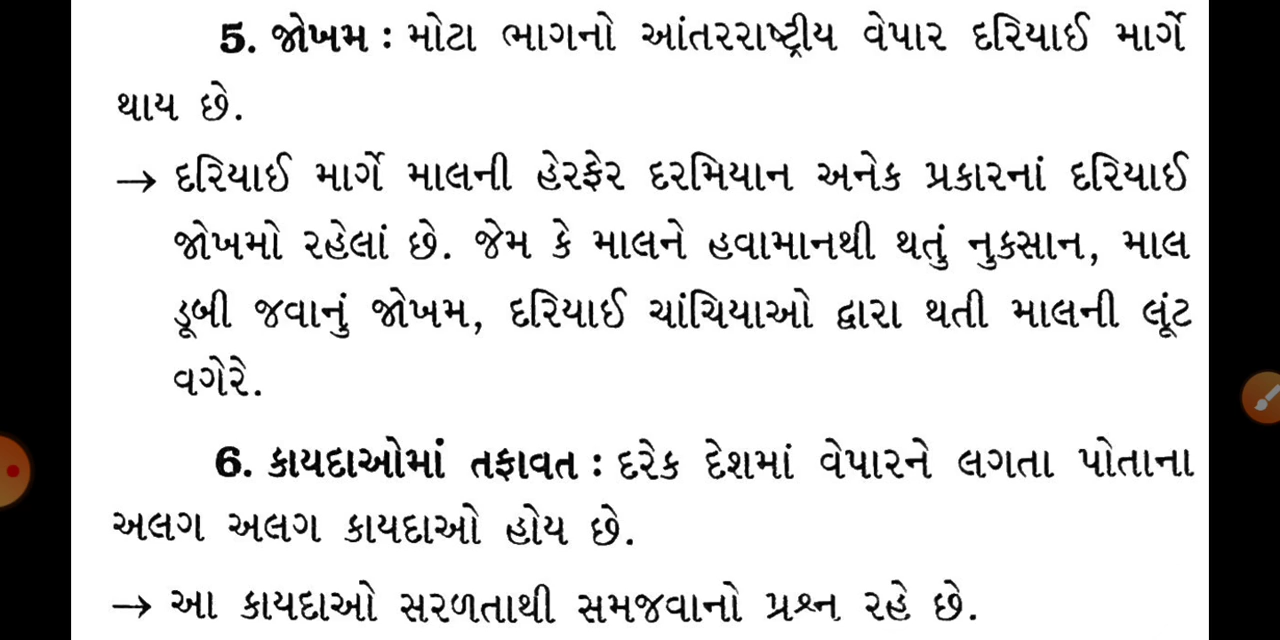 5. જોખમ : મોટા ભાગનો આંતરરાષ્ટ્રીય વેપાર દરિયાઈ માર્ગે
થાય છે.
→ દરિયાઈ માર્ગે માલની હેરફેર દરમિયાન અનેક પ્રકારનાં દરિયાઈ
જોખમો રહેલાં છે. જેમ કે માલને હવામાનથી થતું નુકસાન, માલ
ડૂબી જવાનું જોખમ, દરિયાઈ ચાંચિયાઓ દ્વારા થતી માલની લૂંટ
વગેરે.
6. કાયદાઓમાં તફાવત : દરેક દેશમાં વેપારને લગતા પોતાના
અલગ અલગ કાયદાઓ હોય છે.
→ આ કાયદાઓ સરળતાથી સમજવાનો પ્રશ્ન રહે છે.